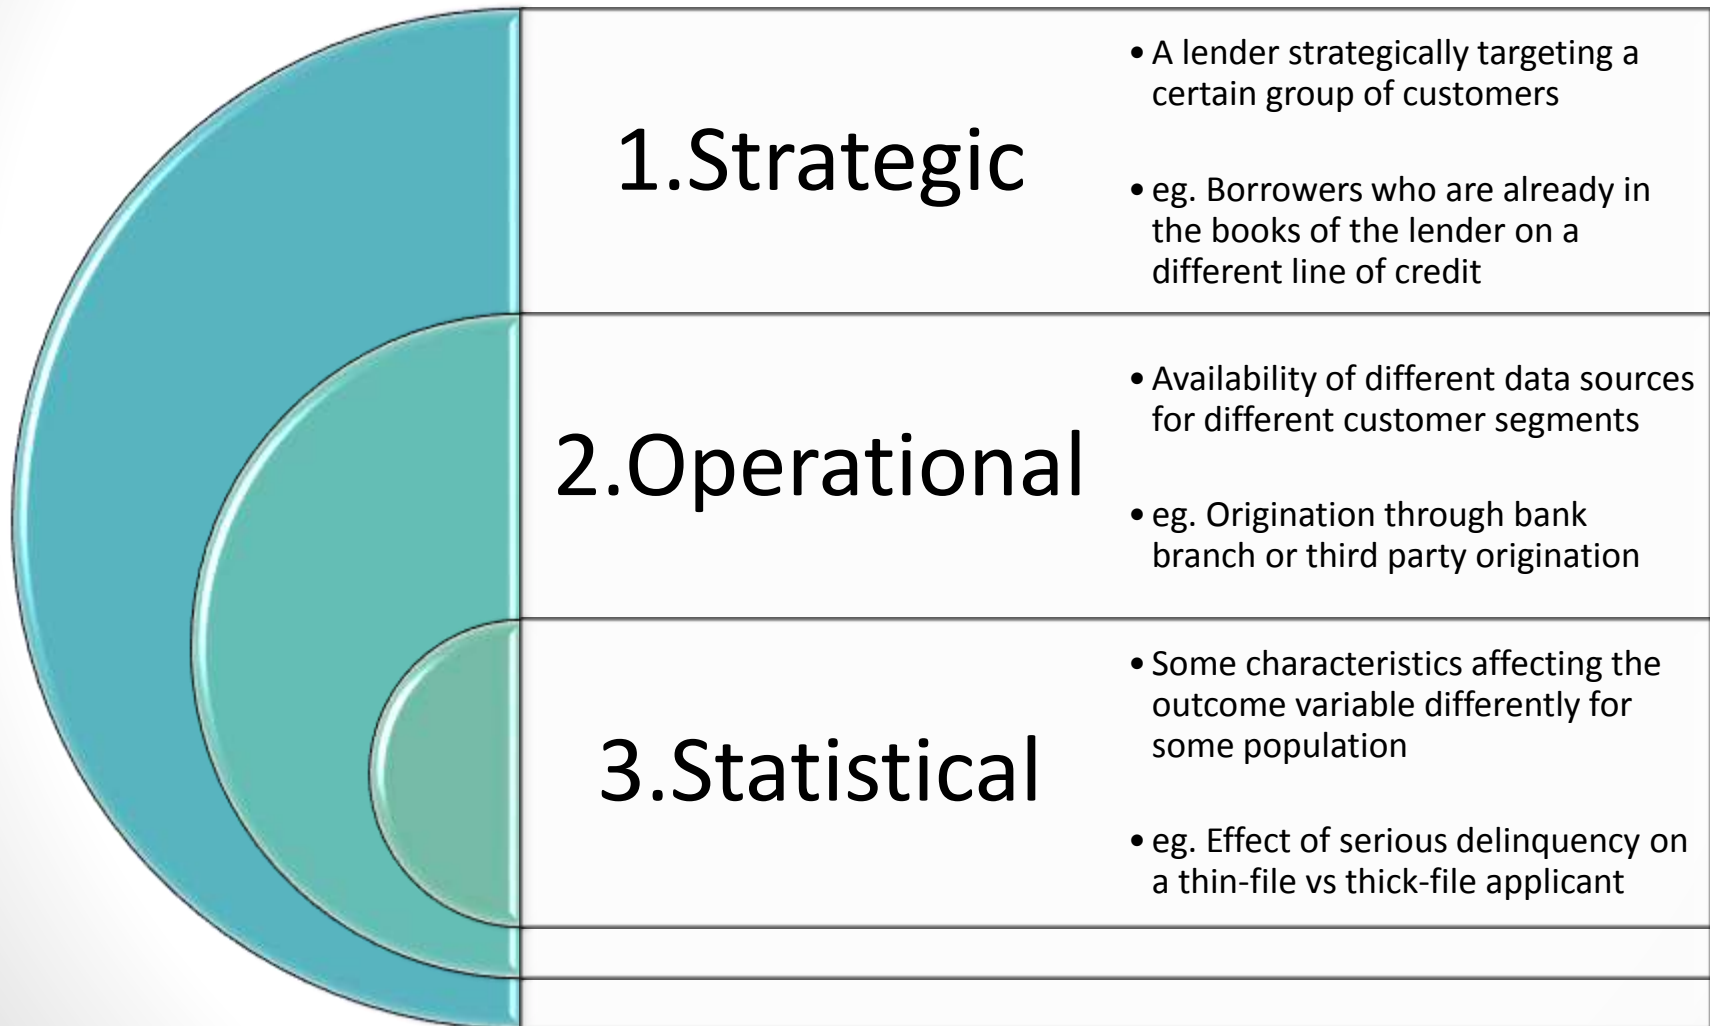 1.Strategic
• A lender strategically targeting a
certain group of customers
• eg. Borrowers who are already in
the books of the lender on a
different line of credit
2.Operational
• Availability of different data sources
for different customer segments
• eg. Origination through bank
branch or third party origination
3.Statistical
• Some characteristics affecting the
outcome variable differently for
some population
• eg. Effect of serious delinquency on
a thin-file vs thick-file applicant